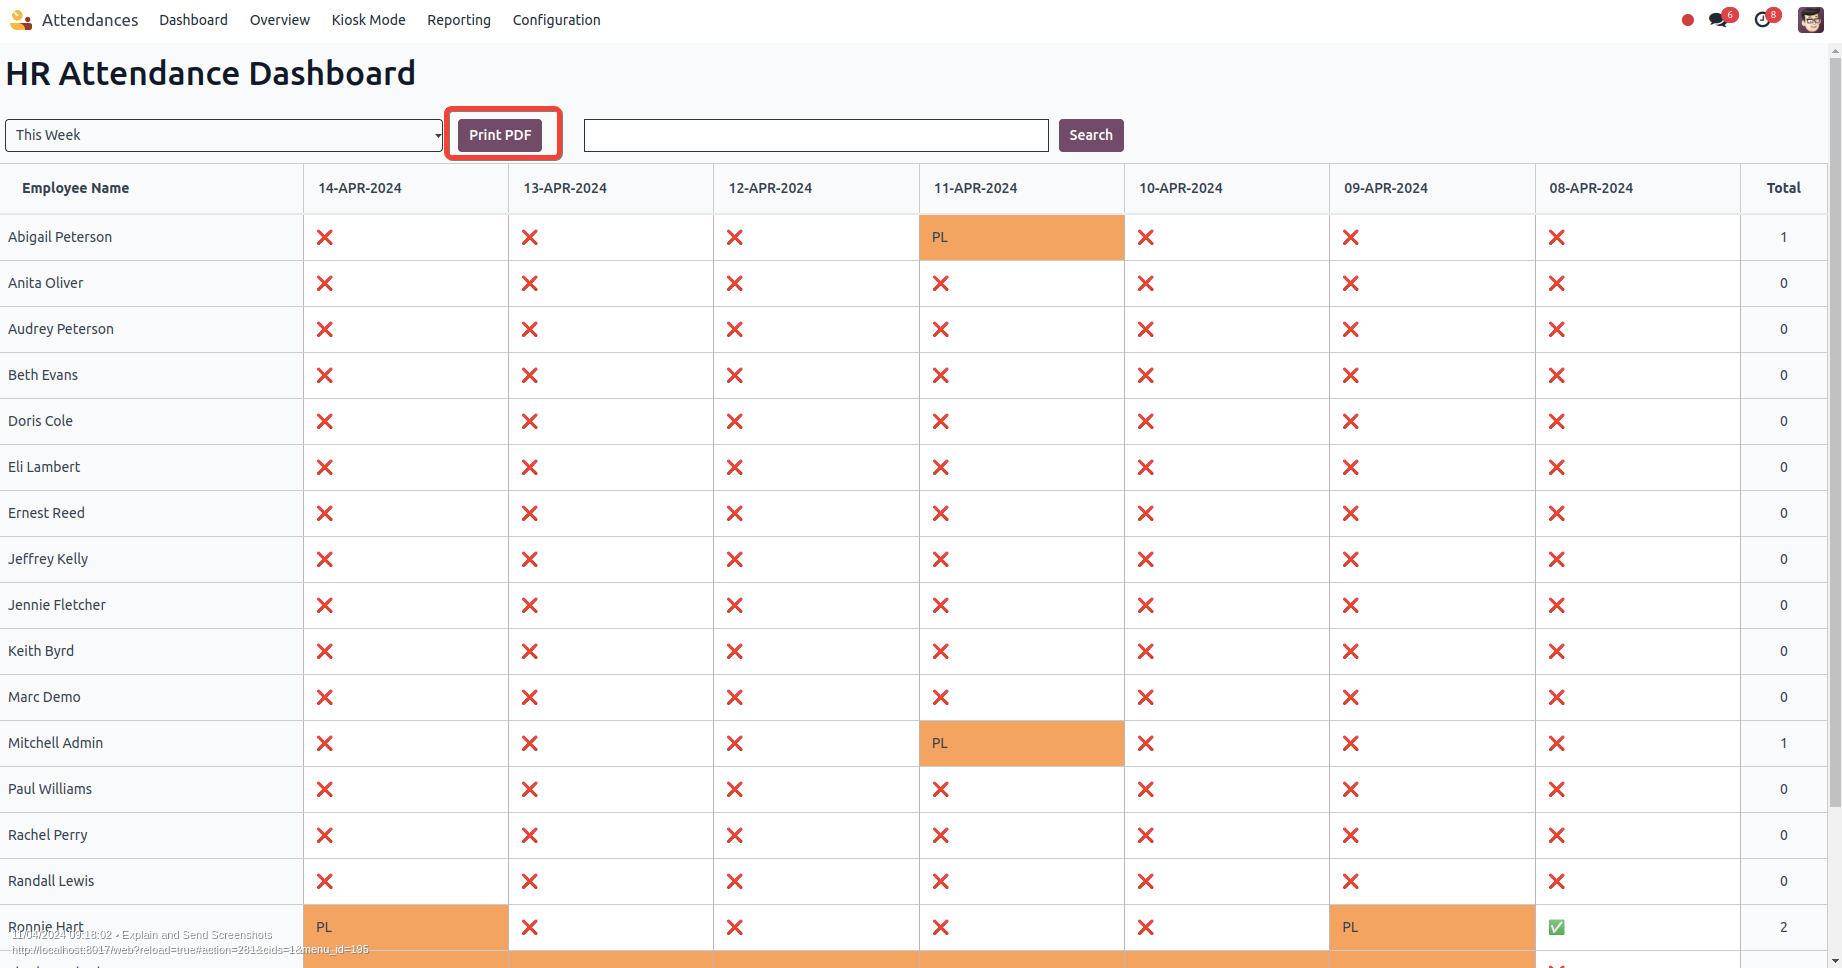 Attendances Dashboard Overview Kiosk Mode Reporting Configuration 6 8
HR Attendance Dashboard
This Week Print PDF Search
Employee Name 14-APR-2024 13-APR-2024 12-APR-2024 11-APR-2024 10-APR-2024 09-APR-2024 08-APR-2024 Total
Abigail Peterson ❌ ❌ ❌ PL ❌ ❌ ❌ 1
Anita Oliver ❌ ❌ ❌ ❌ ❌ ❌ ❌ 0
Audrey Peterson ❌ ❌ ❌ ❌ ❌ ❌ ❌ 0
Beth Evans ❌ ❌ ❌ ❌ ❌ ❌ ❌ 0
Doris Cole ❌ ❌ ❌ ❌ ❌ ❌ ❌ 0
Eli Lambert ❌ ❌ ❌ ❌ ❌ ❌ ❌ 0
Ernest Reed ❌ ❌ ❌ ❌ ❌ ❌ ❌ 0
Jeffrey Kelly ❌ ❌ ❌ ❌ ❌ ❌ ❌ 0
Jennie Fletcher ❌ ❌ ❌ ❌ ❌ ❌ ❌ 0
Keith Byrd ❌ ❌ ❌ ❌ ❌ ❌ ❌ 0
Marc Demo ❌ ❌ ❌ ❌ ❌ ❌ ❌ 0
Mitchell Admin ❌ ❌ ❌ PL ❌ ❌ ❌ 1
Paul Williams ❌ ❌ ❌ ❌ ❌ ❌ ❌ 0
Rachel Perry ❌ ❌ ❌ ❌ ❌ ❌ ❌ 0
Randall Lewis ❌ ❌ ❌ ❌ ❌ ❌ ❌ 0
Ronnie Hart PL ❌ ❌ ❌ ❌ PL ✅ 2
11/04/2024 09:18:02 • Explain and Send Screenshots
http://localhost:8017/web?reload=true#action=281&cids=1&menu_id=195